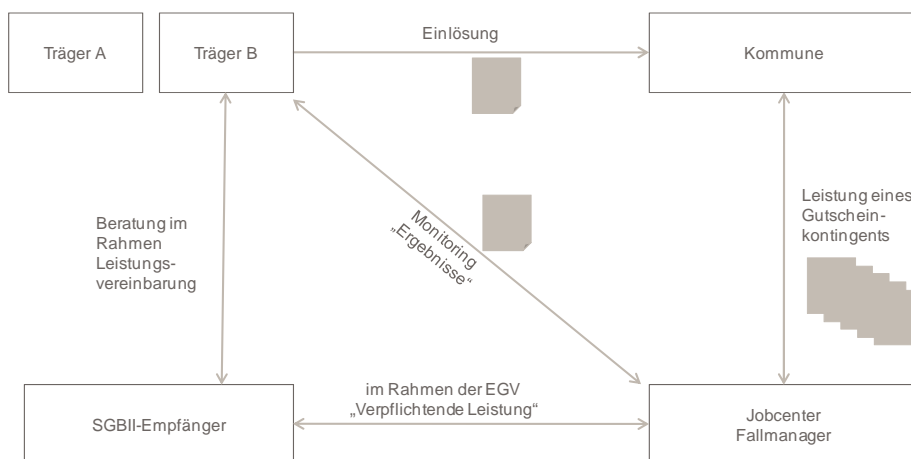 Träger A
Träger B
Einlösung
Kommune
Beratung im
Rahmen
Leistungs-
vereinbarung
Monitoring
„Ergebnisse“
Leistung eines
Gutschein-
kontingents
SGBII-Empfänger
im Rahmen der EGV
„Verpflichtende Leistung“
Jobcenter
Fallmanager